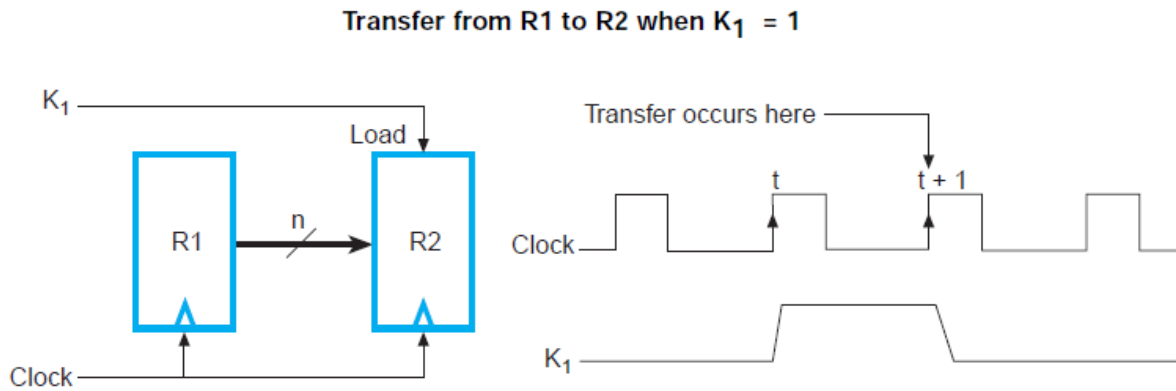 Transfer from R1 to R2 when K₁ = 1
K₁
Load
n
R1
R2
Clock
Transfer occurs here
t
t + 1
Clock
K₁